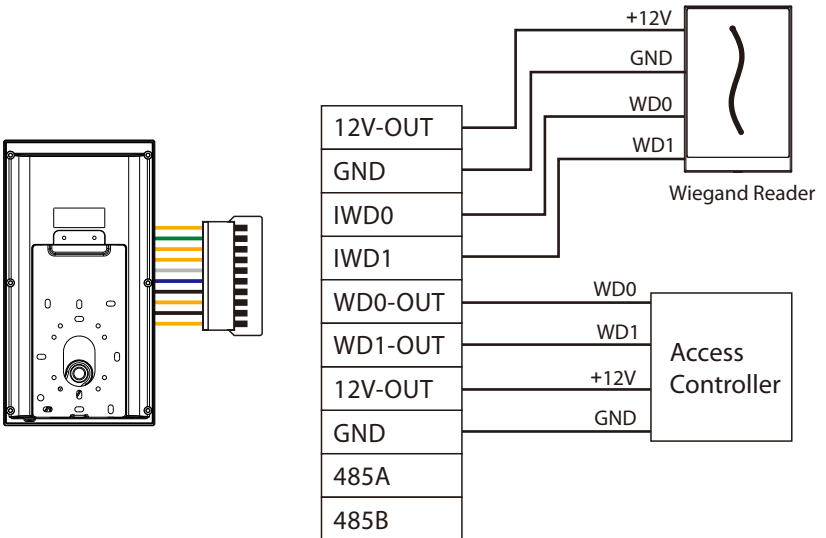 +12V
GND
WD0
WD1
Wiegand Reader
12V-OUT
GND
IWD0
IWD1
WD0-OUT
WD1-OUT
12V-OUT
GND
485A
485B
WD0
WD1
+12V
GND
Access
Controller